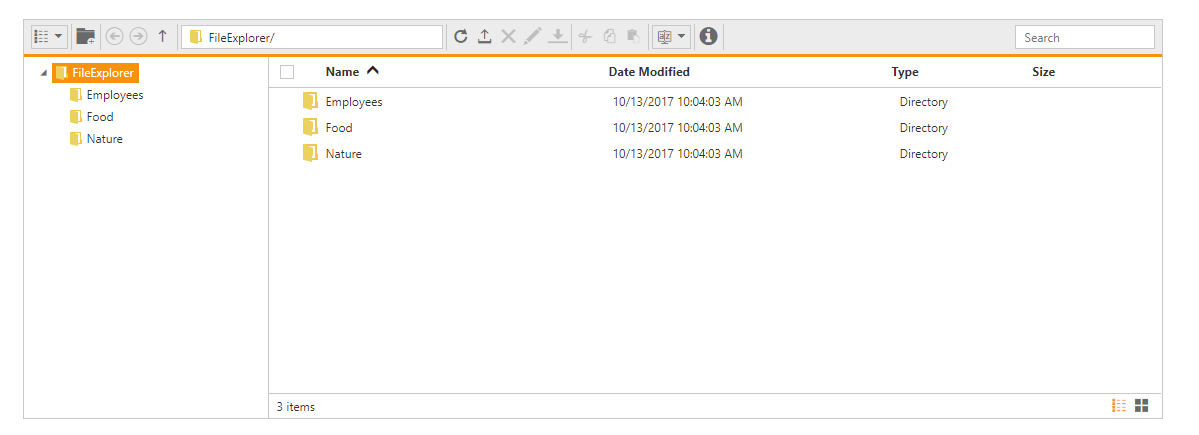 FileExplorer/
Search
FileExplorer
Employees
Food
Nature
Name Date Modified Type Size
Employees 10/13/2017 10:04:03 AM Directory
Food 10/13/2017 10:04:03 AM Directory
Nature 10/13/2017 10:04:03 AM Directory
3 items